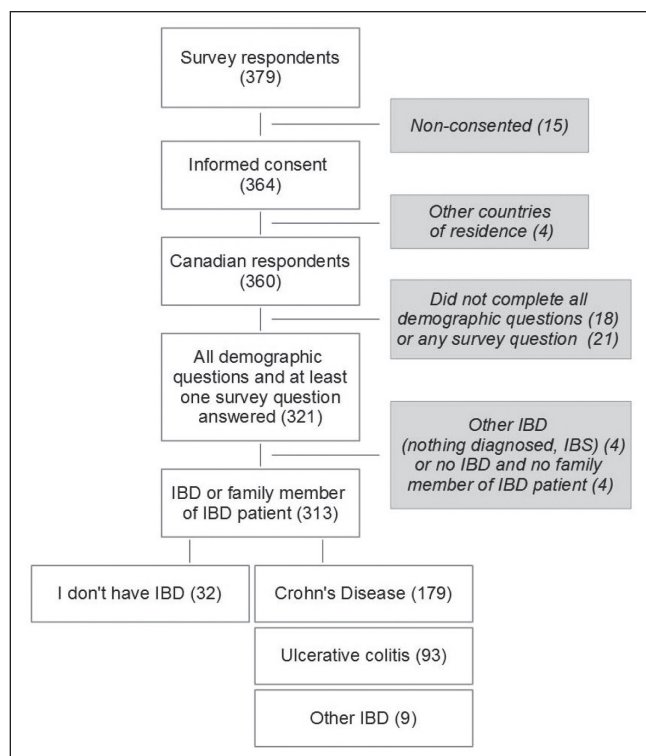 Survey respondents
(379)
Non-consented (15)
Informed consent
(364)
Other countries
of residence (4)
Canadian respondents
(360)
Did not complete all
demographic questions (18)
or any survey question (21)
All demographic
questions and at least
one survey question
answered (321)
Other IBD
(nothing diagnosed, IBS) (4)
or no IBD and no family
member of IBD patient (4)
IBD or family member
of IBD patient (313)
I don't have IBD (32)
Crohn's Disease (179)
Ulcerative colitis (93)
Other IBD (9)